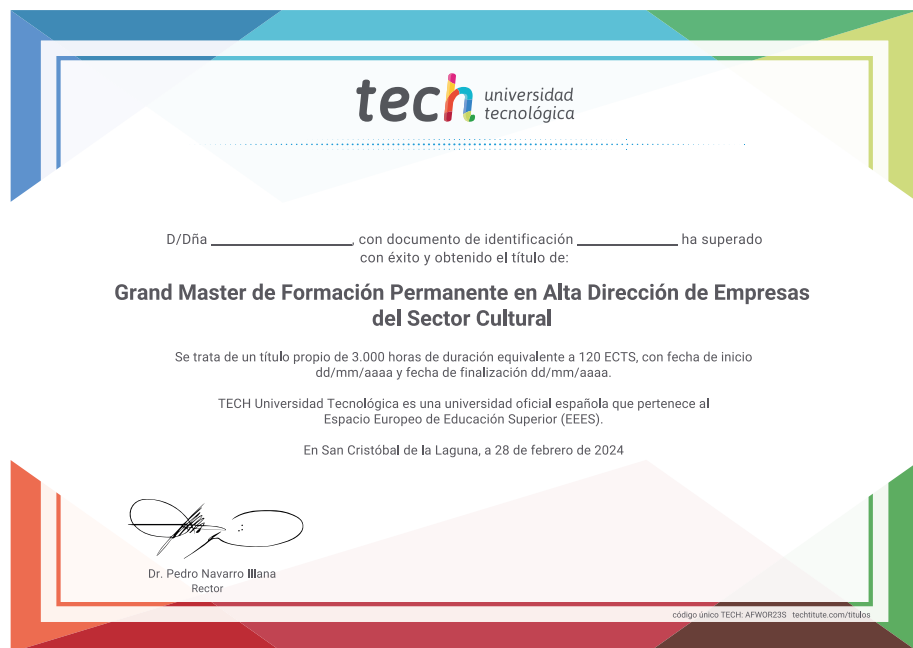 tech universidad
tecnológica
D/Dña ______________, con documento de identificación __________ ha superado
con éxito y obtenido el título de:
Grand Master de Formación Permanente en Alta Dirección de Empresas
del Sector Cultural
Se trata de un título propio de 3.000 horas de duración equivalente a 120 ECTS, con fecha de inicio
dd/mm/aaaa y fecha de finalización dd/mm/aaaa.
TECH Universidad Tecnológica es una universidad oficial española que pertenece al
Espacio Europeo de Educación Superior (EEES).
En San Cristóbal de la Laguna, a 28 de febrero de 2024
Dr. Pedro Navarro Illana
Rector
código único TECH: AFWOR23S techtitute.com/titulos